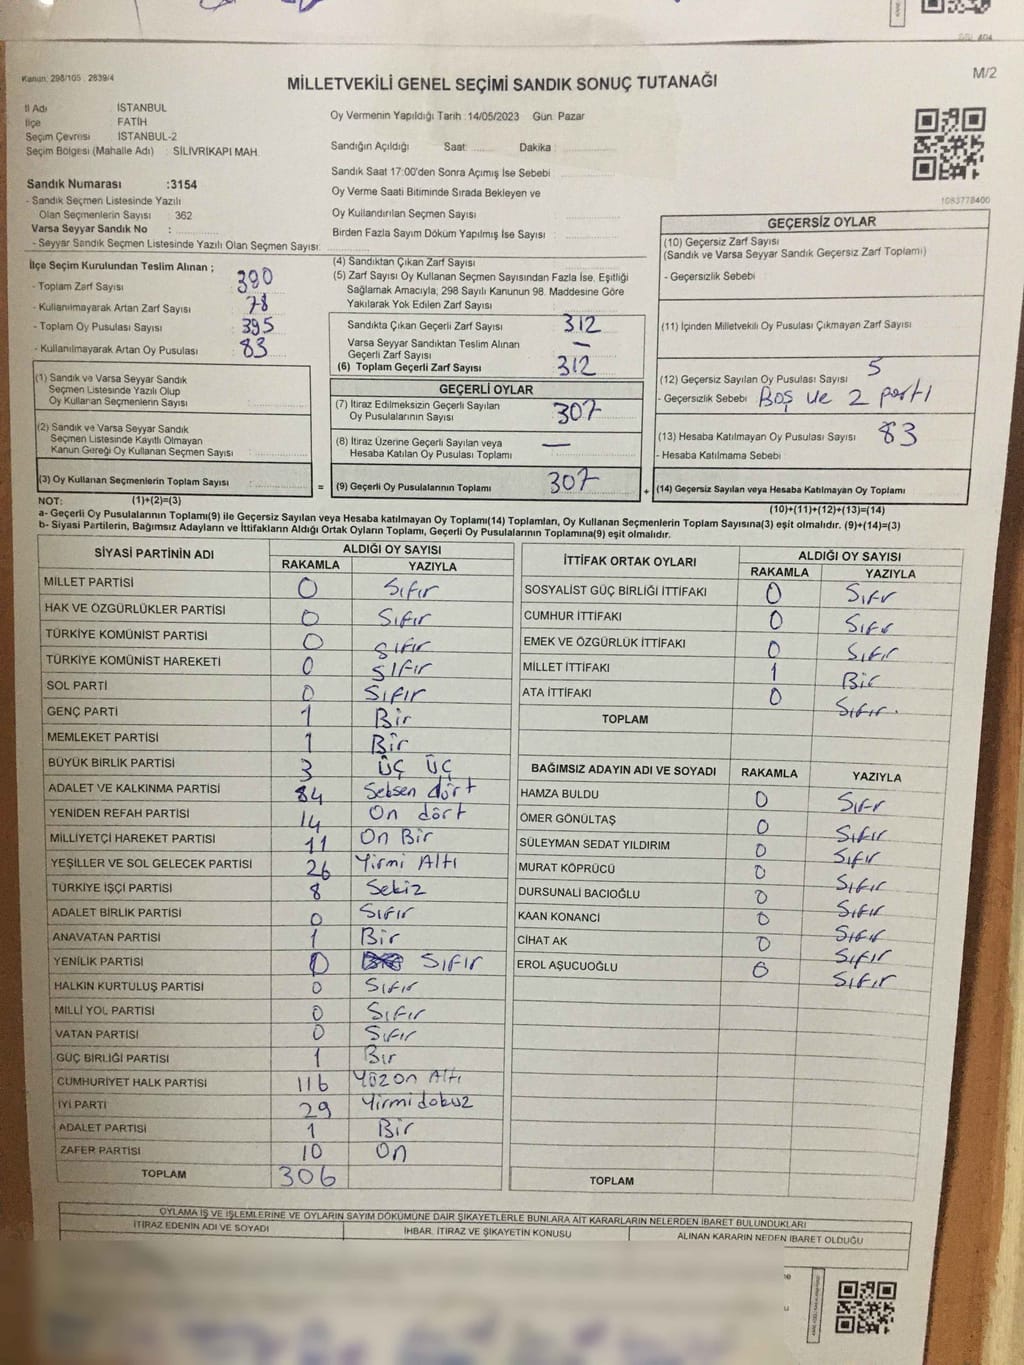 Kanun: 298/105 : 2839/4
MİLLETVEKİLİ GENEL SEÇİMİ SANDIK SONUÇ TUTANAĞI
M/2
İl Adı İSTANBUL
İlçe FATİH
Seçim Çevresi İSTANBUL-2
Seçim Bölgesi (Mahalle Adı) : SİLİVRİKAPI MAH.
Sandık Numarası :3154
- Sandık Seçmen Listesinde Yazılı
Olan Seçmenlerin Sayısı : 362
Varsa Seyyar Sandık No :
- Seyyar Sandık Seçmen Listesinde Yazılı Olan Seçmen Sayısı:
Oy Vermenin Yapıldığı Tarih :14/05/2023 Gün: Pazar
Sandığın Açıldığı Saat: Dakika:
Sandık Saat 17:00'den Sonra Açımış İse Sebebi
Oy Verme Saati Bitiminde Sırada Bekleyen ve
Oy Kullandırılan Seçmen Sayısı :
Birden Fazla Sayım Döküm Yapılmış İse Sayısı :
1083778400
İlçe Seçim Kurulundan Teslim Alınan ;
- Toplam Zarf Sayısı 390
- Kullanılmayarak Artan Zarf Sayısı 78
- Toplam Oy Pusulası Sayısı 395
- Kullanılmayarak Artan Oy Pusulası 83
(1) Sandık ve Varsa Seyyar Sandık
Seçmen Listesinde Yazılı Olup
Oy Kullanan Seçmenlerin Sayısı :
(2) Sandık ve Varsa Seyyar Sandık
Seçmen Listesinde Kayıtlı Olmayan
Kanun Gereği Oy Kullanan Seçmen Sayısı :
(3) Oy Kullanan Seçmenlerin Toplam Sayısı :
(4) Sandıktan Çıkan Zarf Sayısı
(5) Zarf Sayısı Oy Kullanan Seçmen Sayısından Fazla İse, Eşitliği
Sağlamak Amacıyla, 298 Sayılı Kanunun 98. Maddesine Göre
Yakılarak Yok Edilen Zarf Sayısı :
Sandıkta Çıkan Geçerli Zarf Sayısı 312
Varsa Seyyar Sandıktan Teslim Alınan
Geçerli Zarf Sayısı —
(6) Toplam Geçerli Zarf Sayısı 312
GEÇERLİ OYLAR
(7) İtiraz Edilmeksizin Geçerli Sayılan
Oy Pusulalarının Sayısı : 307
(8) İtiraz Üzerine Geçerli Sayılan veya
Hesaba Katılan Oy Pusulası Toplamı —
= (9) Geçerli Oy Pusulalarının Toplamı 307 +
GEÇERSİZ OYLAR
(10) Geçersiz Zarf Sayısı
(Sandık ve Varsa Seyyar Sandık Geçersiz Zarf Toplamı)
- Geçersizlik Sebebi :
(11) İçinden Milletvekili Oy Pusulası Çıkmayan Zarf Sayısı
(12) Geçersiz Sayılan Oy Pusulası Sayısı 5
- Geçersizlik Sebebi Boş ve 2 parti
(13) Hesaba Katılmayan Oy Pusulası Sayısı 83
- Hesaba Katılmama Sebebi
(14) Geçersiz Sayılan veya Hesaba Katılmayan Oy Toplamı
NOT: (1)+(2)=(3) (10)+(11)+(12)+(13)=(14)
a- Geçerli Oy Pusulalarının Toplamı(9) ile Geçersiz Sayılan veya Hesaba katılmayan Oy Toplamı(14) Toplamları, Oy Kullanan Seçmenlerin Toplam Sayısına(3) eşit olmalıdır. (9)+(14)=(3)
b- Siyasi Partilerin, Bağımsız Adayların ve İttifakların Aldığı Ortak Oyların Toplamı, Geçerli Oy Pusulalarının Toplamına(9) eşit olmalıdır.
SİYASİ PARTİNİN ADI ALDIĞI OY SAYISI
RAKAMLA YAZIYLA
MİLLET PARTİSİ 0 Sıfır
HAK VE ÖZGÜRLÜKLER PARTİSİ 0 Sıfır
TÜRKİYE KOMÜNİST PARTİSİ 0 Sıfır
TÜRKİYE KOMÜNİST HAREKETİ 0 Sıfır
SOL PARTİ 0 Sıfır
GENÇ PARTİ 1 Bir
MEMLEKET PARTİSİ 1 Bir
BÜYÜK BİRLİK PARTİSİ 3 Üç Üç
ADALET VE KALKINMA PARTİSİ 84 Seksen dört
YENİDEN REFAH PARTİSİ 14 On dört
MİLLİYETÇİ HAREKET PARTİSİ 11 On Bir
YEŞİLLER VE SOL GELECEK PARTİSİ 26 Yirmi Altı
TÜRKİYE İŞÇİ PARTİSİ 8 Sekiz
ADALET BİRLİK PARTİSİ 0 Sıfır
ANAVATAN PARTİSİ 1 Bir
YENİLİK PARTİSİ 0 Sıfır
HALKIN KURTULUŞ PARTİSİ 0 Sıfır
MİLLİ YOL PARTİSİ 0 Sıfır
VATAN PARTİSİ 0 Sıfır
GÜÇ BİRLİĞİ PARTİSİ 1 Bir
CUMHURİYET HALK PARTİSİ 116 Yüz on Altı
İYİ PARTİ 29 Yirmidokuz
ADALET PARTİSİ 1 Bir
ZAFER PARTİSİ 10 On
TOPLAM 306
İTTİFAK ORTAK OYLARI ALDIĞI OY SAYISI
RAKAMLA YAZIYLA
SOSYALİST GÜÇ BİRLİĞİ İTTİFAKI 0 Sıfır
CUMHUR İTTİFAKI 0 Sıfır
EMEK VE ÖZGÜRLÜK İTTİFAKI 0 Sıfır
MİLLET İTTİFAKI 1 Bir
ATA İTTİFAKI 0 Sıfır.
TOPLAM
BAĞIMSIZ ADAYIN ADI VE SOYADI RAKAMLA YAZIYLA
HAMZA BULDU 0 Sıfır
ÖMER GÖNÜLTAŞ 0 Sıfır
SÜLEYMAN SEDAT YILDIRIM 0 Sıfır
MURAT KÖPRÜCÜ 0 Sıfır
DURSUNALİ BACIOĞLU 0 Sıfır
KAAN KONANCİ 0 Sıfır
CİHAT AK 0 Sıfır
EROL AŞUCUOĞLU 0 Sıfır
TOPLAM
OYLAMA İŞ VE İŞLEMLERİNE VE OYLARIN SAYIM DÖKÜMÜNE DAİR ŞİKAYETLERLE BUNLARA AİT KARARLARIN NELERDEN İBARET BULUNDUKLARI
İTİRAZ EDENİN ADI VE SOYADI İHBAR, İTİRAZ VE ŞİKAYETİN KONUSU ALINAN KARARIN NEDEN İBARET OLDUĞU